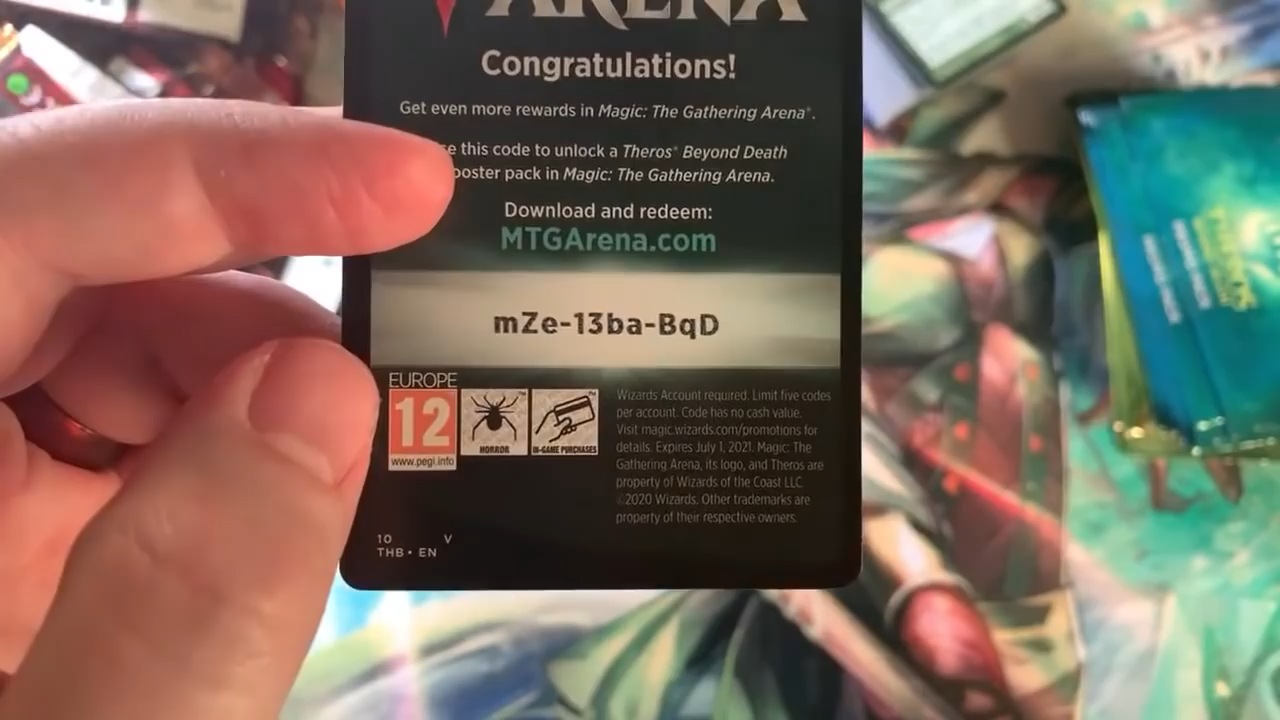 ARENA
Congratulations!
Get even more rewards in Magic: The Gathering Arena®.
this code to unlock a Theros® Beyond Death
pack in Magic: The Gathering Arena.
Download and redeem:
MTGArena.com
mZe-13ba-BqD
EUROPE
12
www.pegi.info
HORROR
IN-GAME PURCHASES
Wizards Account required. Limit five codes
per account. Code has no cash value.
Visit magic.wizards.com/promotions for
details. Expires July 1, 2021. Magic: The
Gathering Arena, its logo, and Theros are
property of Wizards of the Coast LLC.
©2020 Wizards. Other trademarks are
property of their respective owners.
10 V
THB • EN